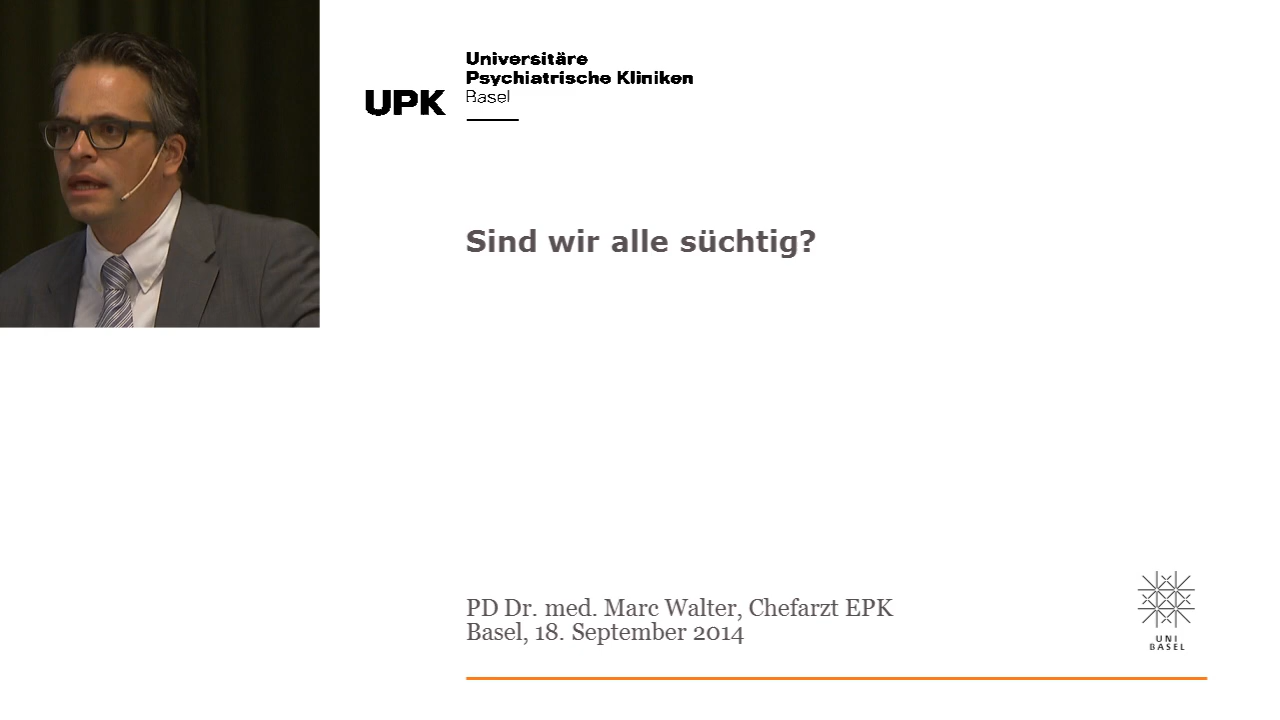 Universitäre
Psychiatrische Kliniken
Basel
UPK
Sind wir alle süchtig?
PD Dr. med. Marc Walter, Chefarzt EPK
Basel, 18. September 2014
UNI
BASEL